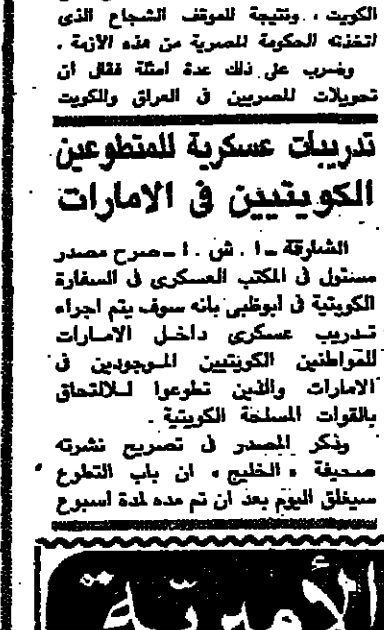 الكويت ، ونتيجة للموقف الشجاع الذى
اتخذته الحكومة المصرية من هذه الأزمة .
وضرب على ذلك عدة امثلة فقال ان
تحويلات للمصريين فى العراق والكويت
تدريبات عسكرية للمتطوعين
الكويتيين فى الامارات
الشارقة ـ ا . ش . ا ـ صرح مصدر
مسئول فى المكتب العسكرى فى السفارة
الكويتية فى ابوظبى بانه سوف يتم اجراء
تدريب عسكرى داخل الامارات
للمواطنين الكويتيين الموجودين فى
الامارات والذين تطوعوا للالتحاق
بالقوات المسلحة الكويتية .
وذكر المصدر فى تصريح نشرته
صحيفة « الخليج » ان باب التطوع
سيغلق اليوم بعد ان تم مده لمدة اسبوع
الأميرية